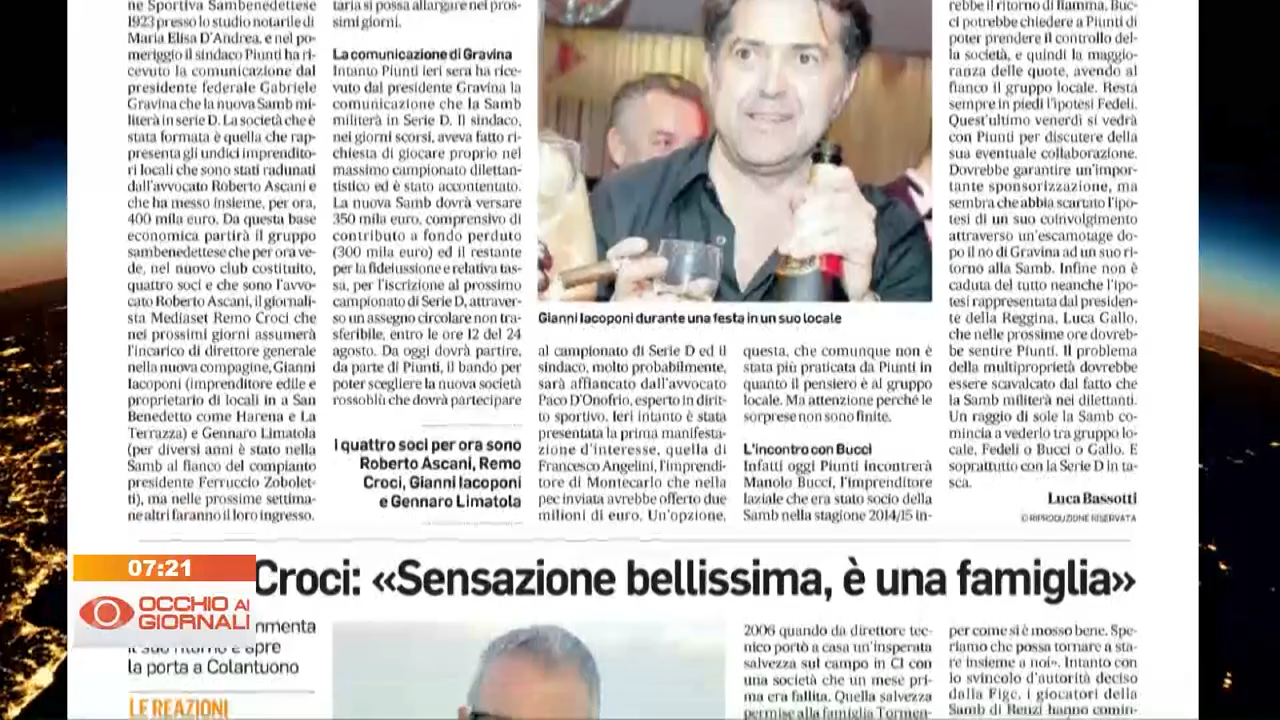 ne Sportiva Sambenedettese
1923 presso lo studio notarile di
Maria Elisa D'Andrea, e nel po-
meriggio il sindaco Piunti ha ri-
cevuto la comunicazione dal
presidente federale Gabriele
Gravina che la nuova Samb mi-
literà in serie D. La società che è
stata formata è quella che rap-
presenta gli undici imprendito-
ri locali che sono stati radunati
dall'avvocato Roberto Ascani e
che ha messo insieme, per ora,
400 mila euro. Da questa base
economica partirà il gruppo
sambenedettese che per ora ve-
de, nel nuovo club costituito,
quattro soci e che sono l'avvo-
cato Roberto Ascani, il giornali-
sta Mediaset Remo Croci che
nei prossimi giorni assumerà
l'incarico di direttore generale
nella nuova compagine, Gianni
Iacoponi (imprenditore edile e
proprietario di locali in a San
Benedetto come Harena e La
Terrazza) e Gennaro Limatola
(per diversi anni è stato nella
Samb al fianco del compianto
presidente Ferruccio Zobolet-
ti), ma nelle prossime settima-
ne altri faranno il loro ingresso.
taria si possa allargare nei pros-
simi giorni.
La comunicazione di Gravina
Intanto Piunti ieri sera ha rice-
vuto dal presidente Gravina la
comunicazione che la Samb
militerà in Serie D. Il sindaco,
nei giorni scorsi, aveva fatto ri-
chiesta di giocare proprio nel
massimo campionato dilettan-
tistico ed è stato accontentato.
La nuova Samb dovrà versare
350 mila euro, comprensivo di
contributo a fondo perduto
(300 mila euro) ed il restante
per la fideiussione e relativa tas-
sa, per l'iscrizione al prossimo
campionato di Serie D, attraver-
so un assegno circolare non tra-
sferibile, entro le ore 12 del 24
agosto. Da oggi dovrà partire,
da parte di Piunti, il bando per
poter scegliere la nuova società
rossoblù che dovrà partecipare
I quattro soci per ora sono
Roberto Ascani, Remo
Croci, Gianni Iacoponi
e Gennaro Limatola
Gianni Iacoponi durante una festa in un suo locale
al campionato di Serie D ed il
sindaco, molto probabilmente,
sarà affiancato dall'avvocato
Paco D'Onofrio, esperto in dirit-
to sportivo. Ieri intanto è stata
presentata la prima manifesta-
zione d'interesse, quella di
Francesco Angelini, l'imprendi-
tore di Montecarlo che nella
pec inviata avrebbe offerto due
milioni di euro. Un'opzione,
questa, che comunque non è
stata più praticata da Piunti in
quanto il pensiero è al gruppo
locale. Ma attenzione perché le
sorprese non sono finite.
L'incontro con Bucci
Infatti oggi Piunti incontrerà
Manolo Bucci, l'imprenditore
laziale che era stato socio della
Samb nella stagione 2014/15 in-
rebbe il ritorno di fiamma, Buc-
ci potrebbe chiedere a Piunti di
poter prendere il controllo del-
la società, e quindi la maggio-
ranza delle quote, avendo al
fianco il gruppo locale. Resta
sempre in piedi l'ipotesi Fedeli.
Quest'ultimo venerdì si vedrà
con Piunti per discutere della
sua eventuale collaborazione.
Dovrebbe garantire un'impor-
tante sponsorizzazione, ma
sembra che abbia scartato l'ipo-
tesi di un suo coinvolgimento
attraverso un'escamotage do-
po il no di Gravina ad un suo ri-
torno alla Samb. Infine non è
caduta del tutto neanche l'ipo-
tesi rappresentata dal presiden-
te della Reggina, Luca Gallo,
che nelle prossime ore dovreb-
be sentire Piunti. Il problema
della multiproprietà dovrebbe
essere scavalcato dal fatto che
la Samb militerà nei dilettanti.
Un raggio di sole la Samb co-
mincia a vederlo tra gruppo lo-
cale, Fedeli o Bucci o Gallo. E
soprattutto con la Serie D in ta-
sca.
Luca Bassotti
©RIPRODUZIONE RISERVATA
07:21
OCCHIO AI
GIORNALI
Croci: «Sensazione bellissima, è una famiglia»
nmenta
il suo ritorno e apre
la porta a Colantuono
LE REAZIONI
2006 quando da direttore tec-
nico portò a casa un'insperata
salvezza sul campo in C1 con
una società che un mese pri-
ma era fallita. Quella salvezza
permise alla famiglia Tormen-
per come si è mosso bene. Spe-
riamo che possa tornare a sta-
re insieme a noi». Intanto con
lo svincolo d'autorità deciso
dalla Figc, i giocatori della
Samb di Renzi hanno comin-